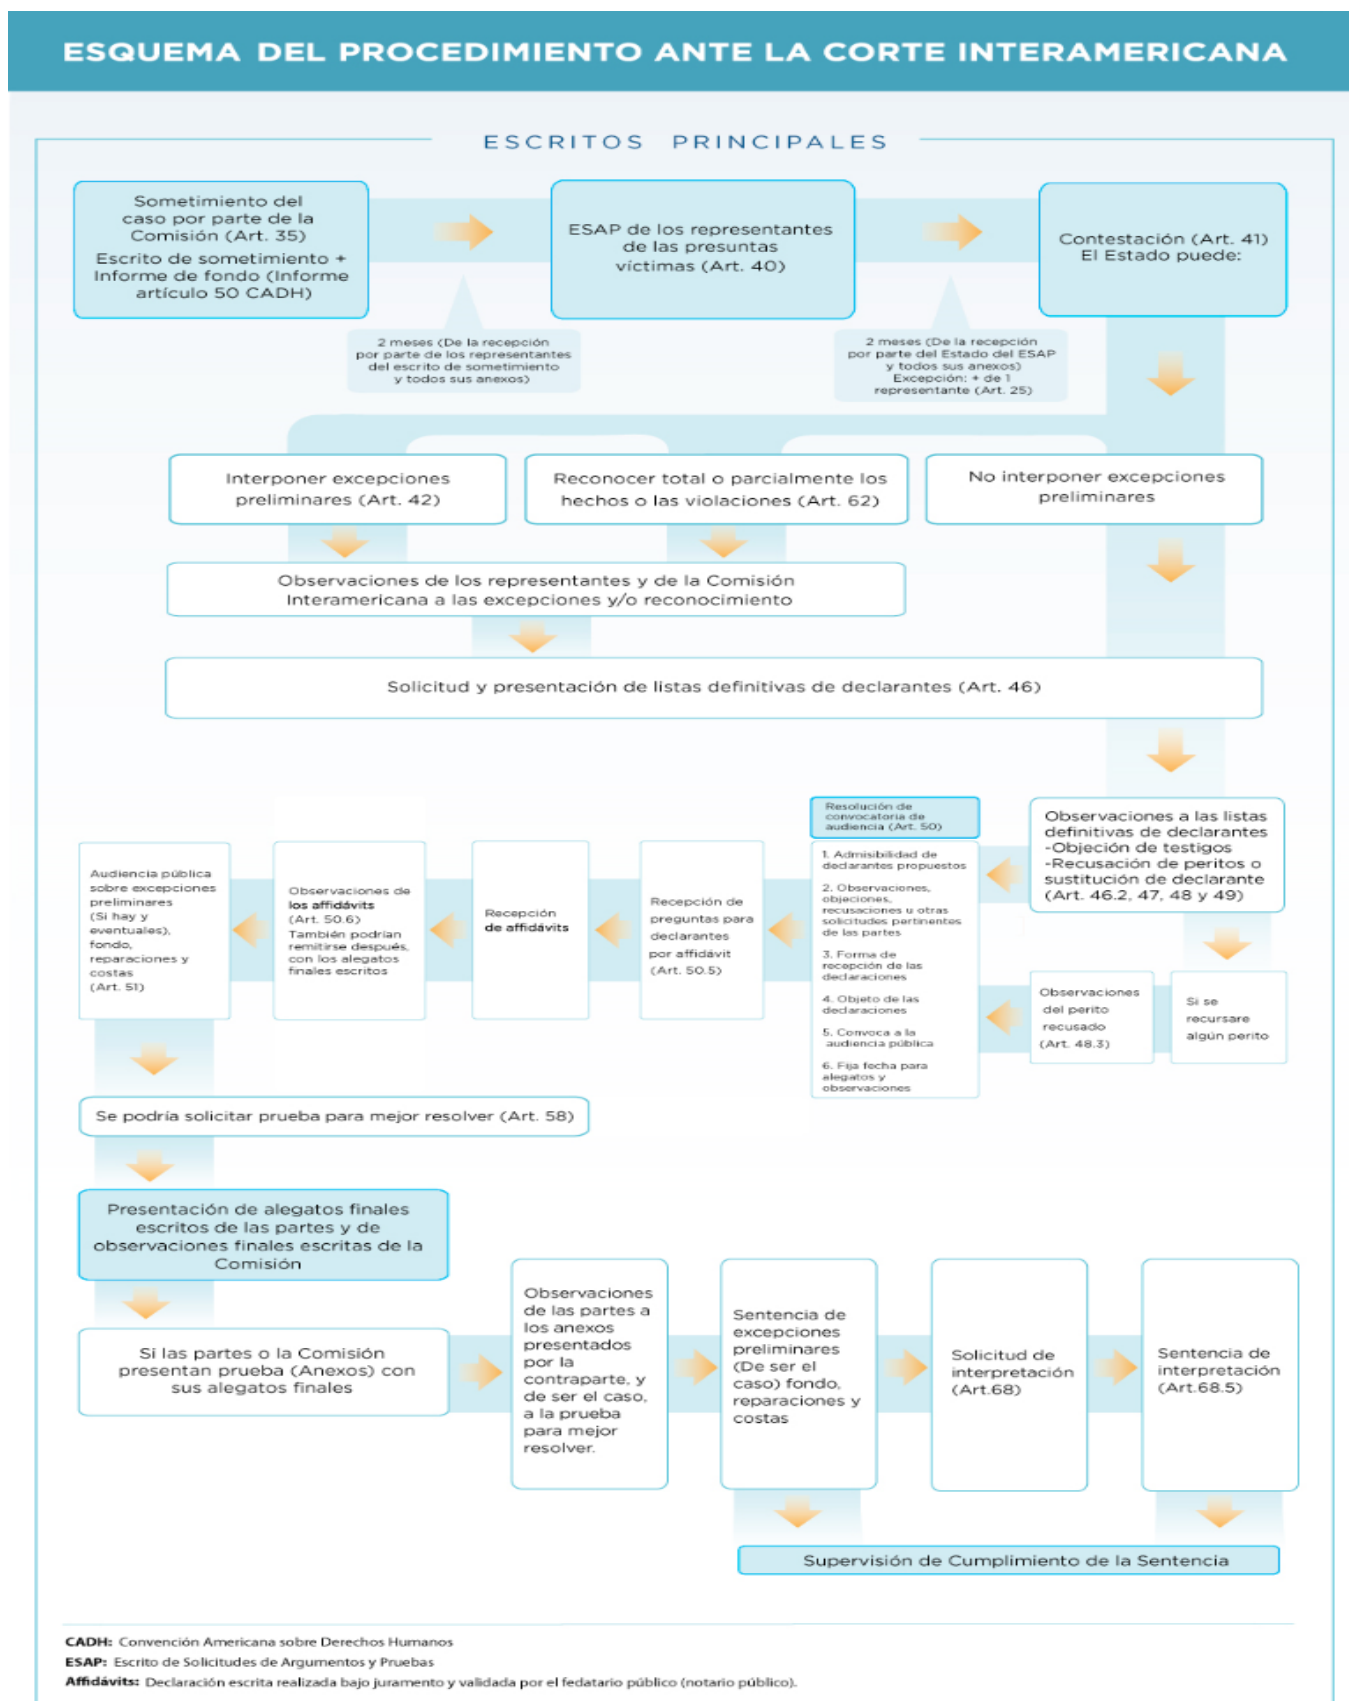 ESQUEMA DEL PROCEDIMIENTO ANTE LA CORTE INTERAMERICANA
ESCRITOS PRINCIPALES
Sometimiento del
caso por parte de la
Comisión (Art. 35)
Escrito de sometimiento +
Informe de fondo (Informe
artículo 50 CADH)
ESAP de los representantes
de las presuntas
víctimas (Art. 40)
Contestación (Art. 41)
El Estado puede:
2 meses (De la recepción
por parte de los representantes
del escrito de sometimiento
y todos sus anexos)
2 meses (De la recepción
por parte del Estado del ESAP
y todos sus anexos)
Excepción: + de 1
representante (Art. 25)
Interponer excepciones
preliminares (Art. 42)
Reconocer total o parcialmente los
hechos o las violaciones (Art. 62)
No interponer excepciones
preliminares
Observaciones de los representantes y de la Comisión
Interamericana a las excepciones y/o reconocimiento
Solicitud y presentación de listas definitivas de declarantes (Art. 46)
Observaciones a las listas
definitivas de declarantes
-Objeción de testigos
-Recusación de peritos o
sustitución de declarante
(Art. 46.2, 47, 48 y 49)
Si se
recursare
algún perito
Observaciones
del perito
recusado
(Art. 48.3)
Resolución de
convocatoria de
audiencia (Art. 50)
1. Admisibilidad de
declarantes propuestos
2. Observaciones,
objeciones,
recusaciones u otras
solicitudes pertinentes
de las partes
3. Forma de
recepción de las
declaraciones
4. Objeto de las
declaraciones
5. Convoca a la
audiencia pública
6. Fija fecha para
alegatos y
observaciones
Recepción de
preguntas para
declarantes
por affidávit
(Art. 50.5)
Recepción
de affidávits
Observaciones de
los affidávits
(Art. 50.6)
También podrían
remitirse después,
con los alegatos
finales escritos
Audiencia pública
sobre excepciones
preliminares
(Si hay y
eventuales),
fondo,
reparaciones y
costas
(Art. 51)
Se podría solicitar prueba para mejor resolver (Art. 58)
Presentación de alegatos finales
escritos de las partes y de
observaciones finales escritas de la
Comisión
Si las partes o la Comisión
presentan prueba (Anexos) con
sus alegatos finales
Observaciones
de las partes a
los anexos
presentados
por la
contraparte, y
de ser el caso,
a la prueba
para mejor
resolver.
Sentencia de
excepciones
preliminares
(De ser el
caso) fondo,
reparaciones y
costas
Solicitud de
interpretación
(Art.68)
Sentencia de
interpretación
(Art.68.5)
Supervisión de Cumplimiento de la Sentencia
CADH: Convención Americana sobre Derechos Humanos
ESAP: Escrito de Solicitudes de Argumentos y Pruebas
Affidávits: Declaración escrita realizada bajo juramento y validada por el fedatario público (notario público).